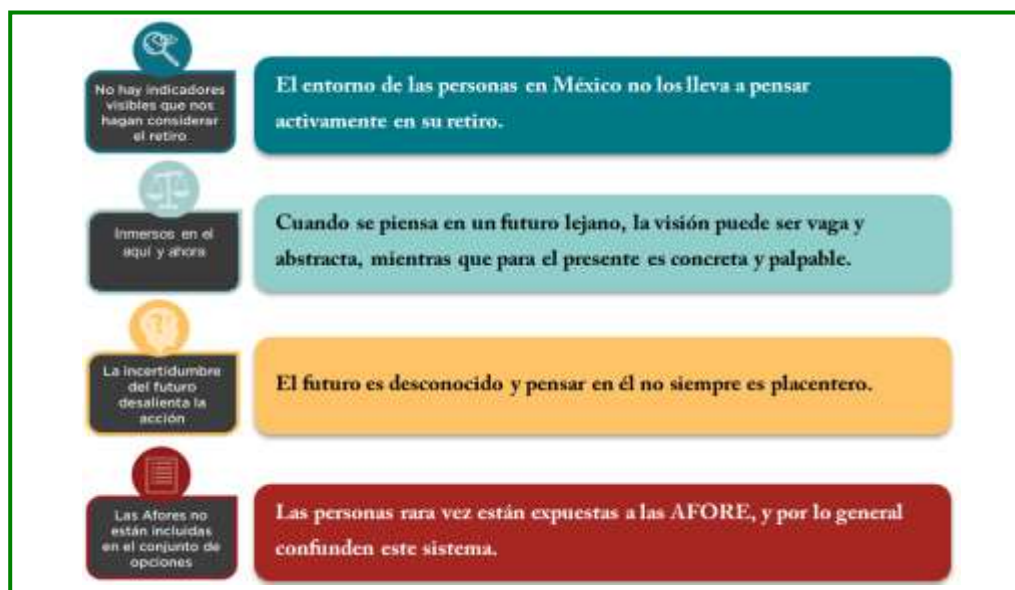 No hay indicadores
visibles que nos
hagan considerar
el retiro
El entorno de las personas en México no los lleva a pensar
activamente en su retiro.
Inmersos en el
aquí y ahora
Cuando se piensa en un futuro lejano, la visión puede ser vaga y
abstracta, mientras que para el presente es concreta y palpable.
La incertidumbre
del futuro
desalienta la
acción
El futuro es desconocido y pensar en él no siempre es placentero.
Las Afores no
están incluidas
en el conjunto de
opciones
Las personas rara vez están expuestas a las AFORE, y por lo general
confunden este sistema.